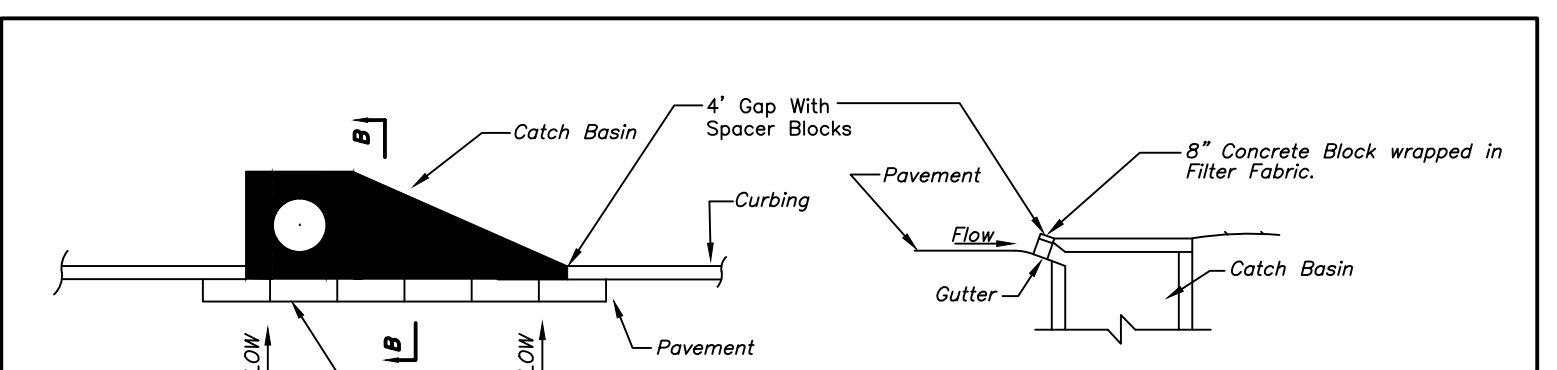 4' Gap With
Spacer Blocks
B
Catch Basin
8" Concrete Block wrapped in
Filter Fabric.
Pavement
Curbing
Flow
Catch Basin
Gutter
B
Pavement